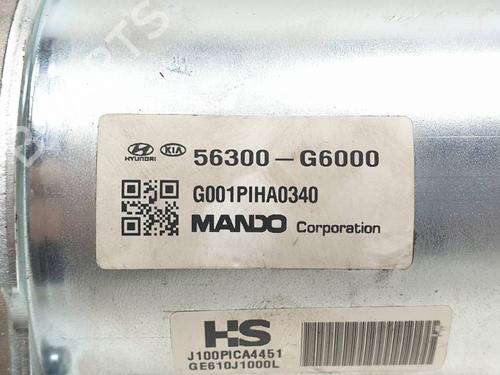 HYUNDAI KIA 56300-G6000
G001PIHA0340
MANDO Corporation
HS
J100PICA4451
GE610J1000L